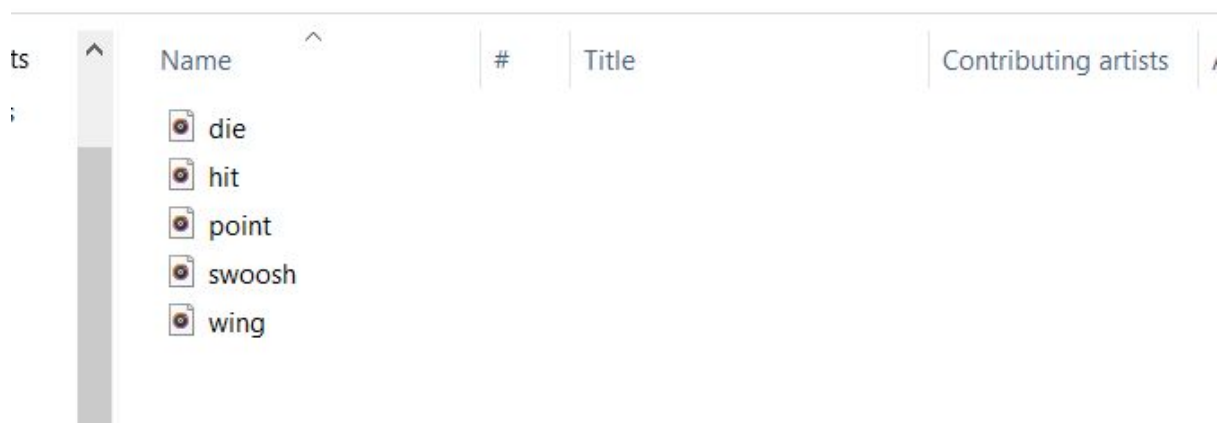 ts Name # Title Contributing artists
die
hit
point
swoosh
wing